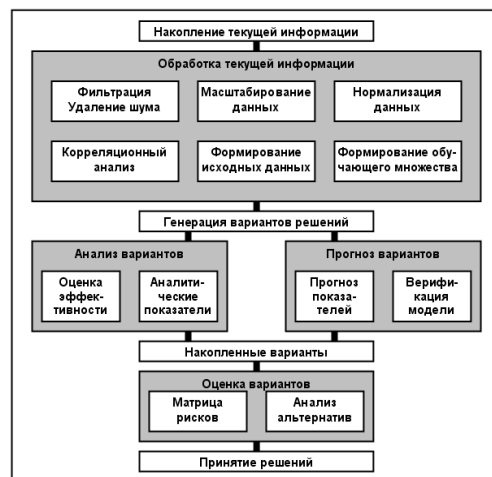 Накопление текущей информации
Обработка текущей информации
Фильтрация
Удаление шума
Масштабирование
данных
Нормализация
данных
Корреляционный
анализ
Формирование
исходных данных
Формирование обу-
чающего множества
Генерация вариантов решений
Анализ вариантов
Оценка
эффек-
тивности
Аналити-
ческие
показатели
Прогноз вариантов
Прогноз
показа-
телей
Верифи-
кация
модели
Накопленные варианты
Оценка вариантов
Матрица
рисков
Анализ
альтернатив
Принятие решений